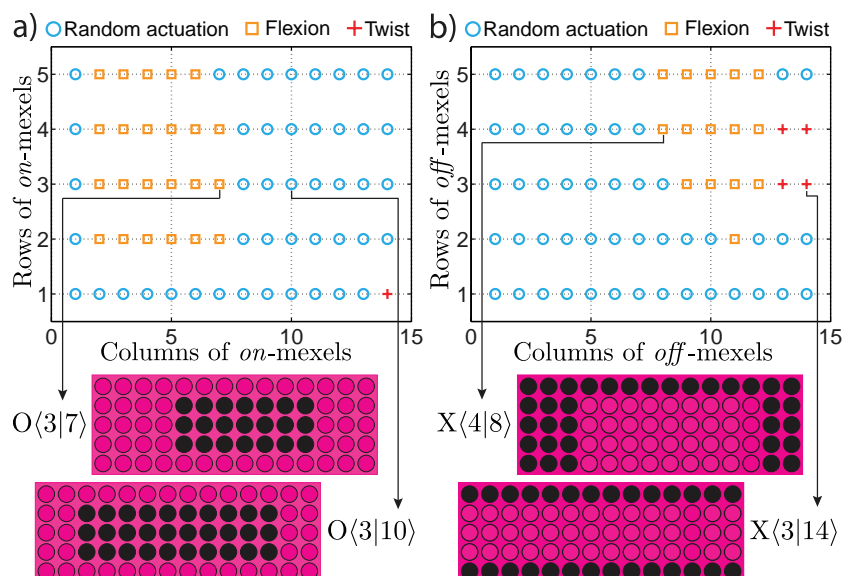 a) Random actuation Flexion Twist
b) Random actuation Flexion Twist
Rows of on-mexels
5
4
3
2
1
0 5 10 15
Columns of on-mexels
Rows of off-mexels
5
4
3
2
1
0 5 10 15
Columns of off-mexels
O⟨3|7⟩
X⟨4|8⟩
O⟨3|10⟩
X⟨3|14⟩